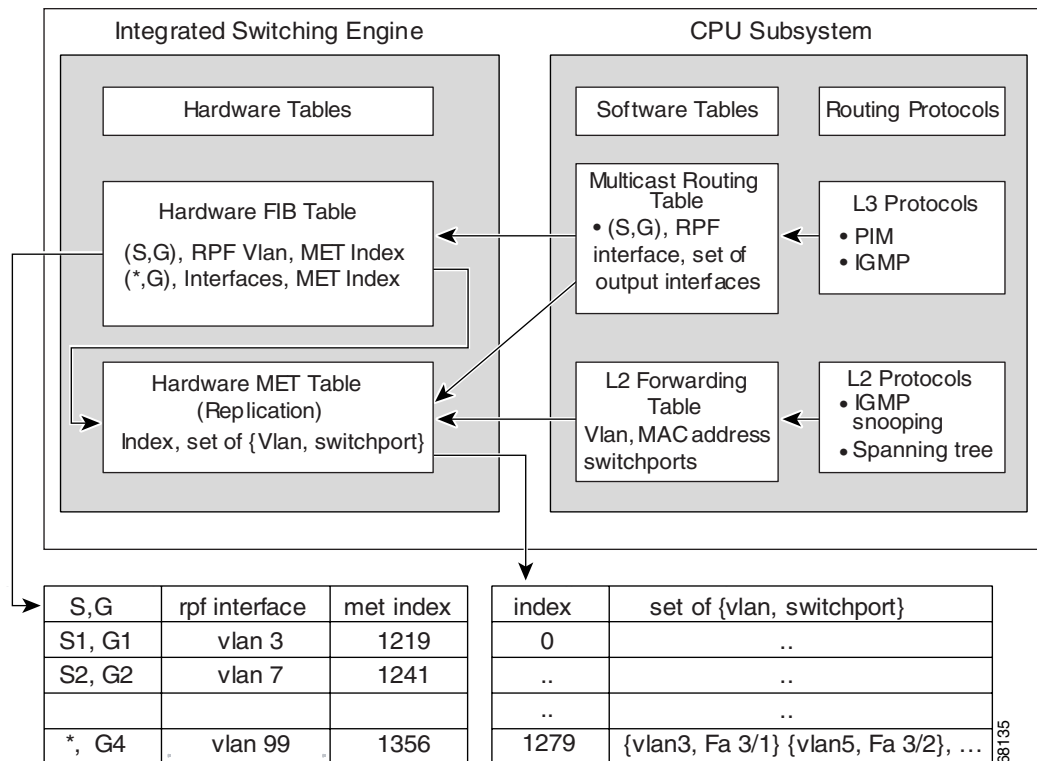 Integrated Switching Engine
CPU Subsystem
Hardware Tables
Software Tables
Routing Protocols
Hardware FIB Table
(S,G), RPF Vlan, MET Index
(*,G), Interfaces, MET Index
Multicast Routing
Table
• (S,G), RPF
interface, set of
output interfaces
L3 Protocols
• PIM
• IGMP
Hardware MET Table
(Replication)
Index, set of {Vlan, switchport}
L2 Forwarding
Table
Vlan, MAC address
switchports
L2 Protocols
• IGMP
snooping
• Spanning tree
S,G rpf interface met index
S1, G1 vlan 3 1219
S2, G2 vlan 7 1241
*, G4 vlan 99 1356
index set of {vlan, switchport}
0 ..
.. ..
.. ..
1279 {vlan3, Fa 3/1} {vlan5, Fa 3/2}, ...
68135